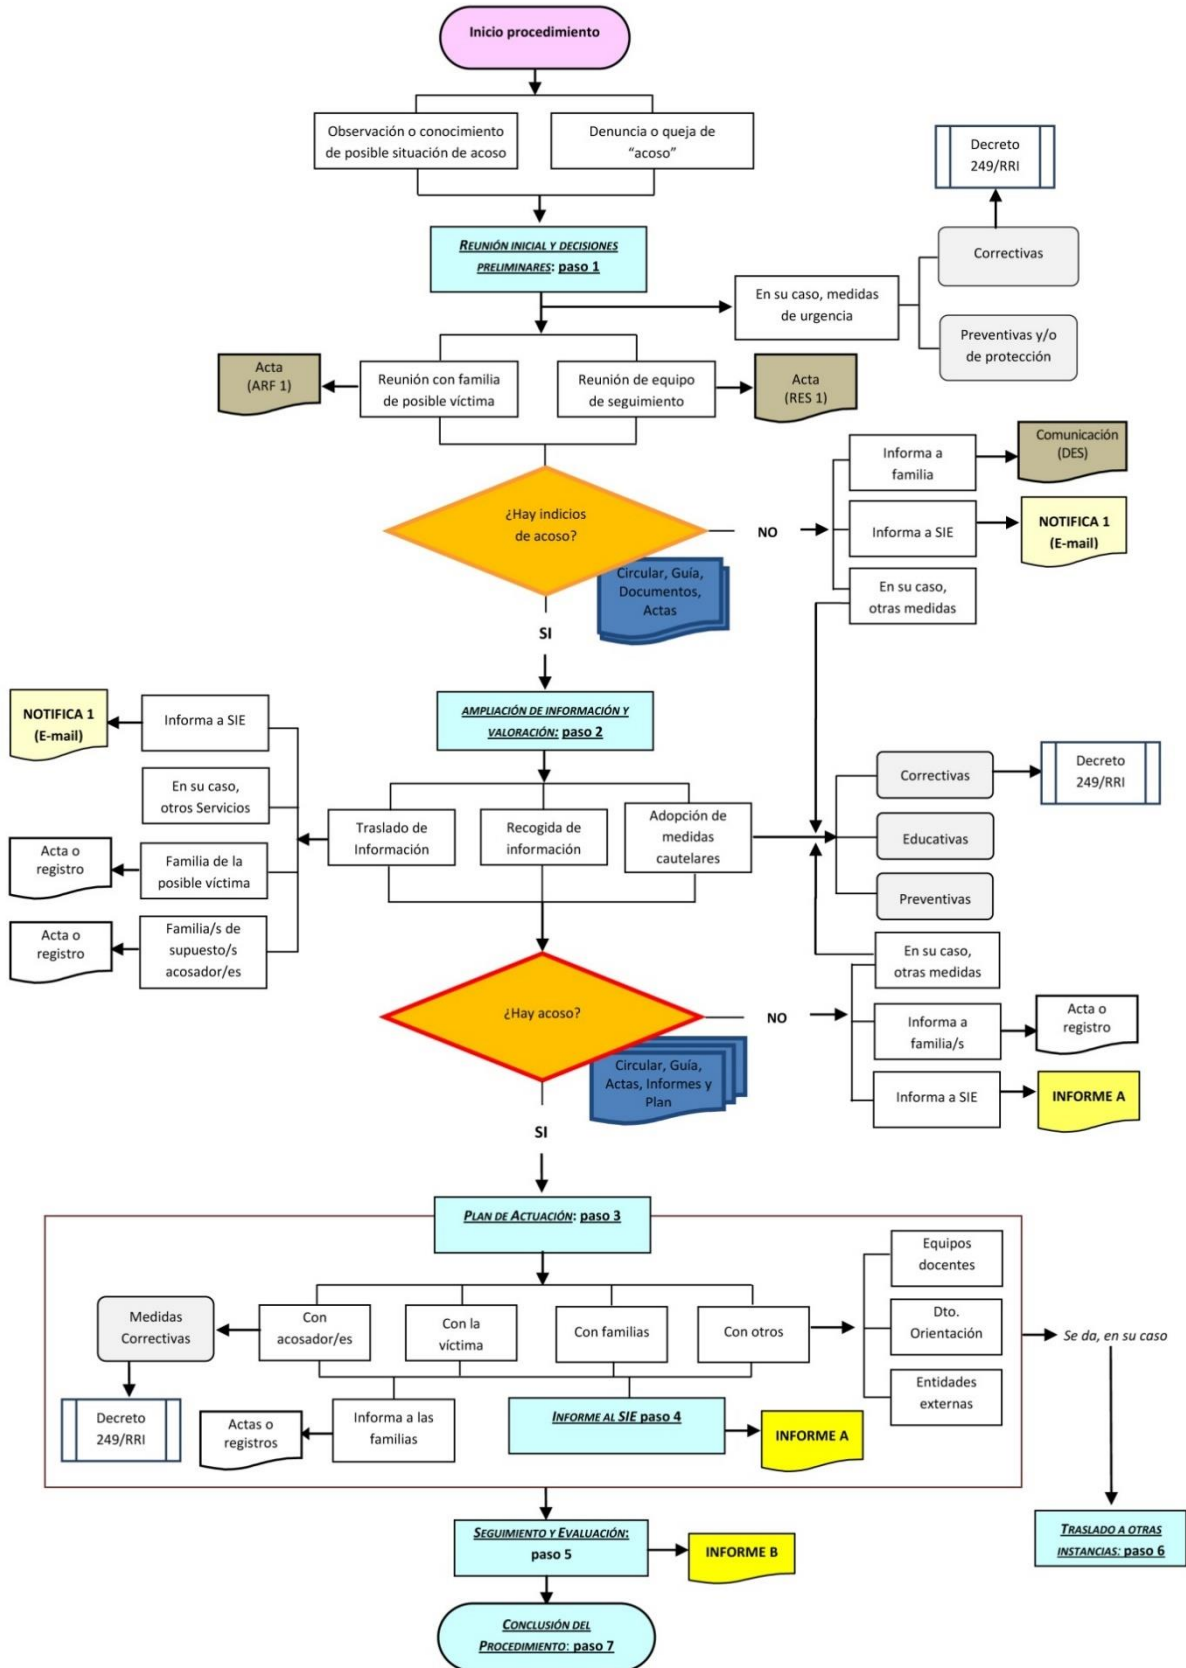 Inicio procedimiento
Observación o conocimiento
de posible situación de acoso
Denuncia o queja de
“acoso”
Decreto
249/RRI
REUNIÓN INICIAL Y DECISIONES
PRELIMINARES: paso 1
Correctivas
En su caso, medidas
de urgencia
Preventivas y/o
de protección
Acta
(ARF 1)
Reunión con familia
de posible víctima
Reunión de equipo
de seguimiento
Acta
(RES 1)
Informa a
familia
Comunicación
(DES)
¿Hay indicios
de acoso?
NO
Informa a SIE
NOTIFICA 1
(E-mail)
Circular, Guía,
Documentos,
Actas
En su caso,
otras medidas
SI
NOTIFICA 1
(E-mail)
Informa a SIE
AMPLIACIÓN DE INFORMACIÓN Y
VALORACIÓN: paso 2
Correctivas
Decreto
249/RRI
En su caso,
otros Servicios
Traslado de
Información
Recogida de
información
Adopción de
medidas
cautelares
Educativas
Acta o
registro
Familia de la
posible víctima
Preventivas
Acta o
registro
Familia/s de
supuesto/s
acosador/es
En su caso,
otras medidas
¿Hay acoso?
NO
Informa a
familia/s
Acta o
registro
Circular, Guía,
Actas, Informes y
Plan
Informa a SIE
INFORME A
SI
PLAN DE ACTUACIÓN: paso 3
Equipos
docentes
Medidas
Correctivas
Con
acosador/es
Con la
víctima
Con familias
Con otros
Dto.
Orientación
Se da, en su caso
Entidades
externas
Decreto
249/RRI
Actas o
registros
Informa a las
familias
INFORME AL SIE paso 4
INFORME A
SEGUIMIENTO Y EVALUACIÓN:
paso 5
INFORME B
TRASLADO A OTRAS
INSTANCIAS: paso 6
CONCLUSIÓN DEL
PROCEDIMIENTO: paso 7